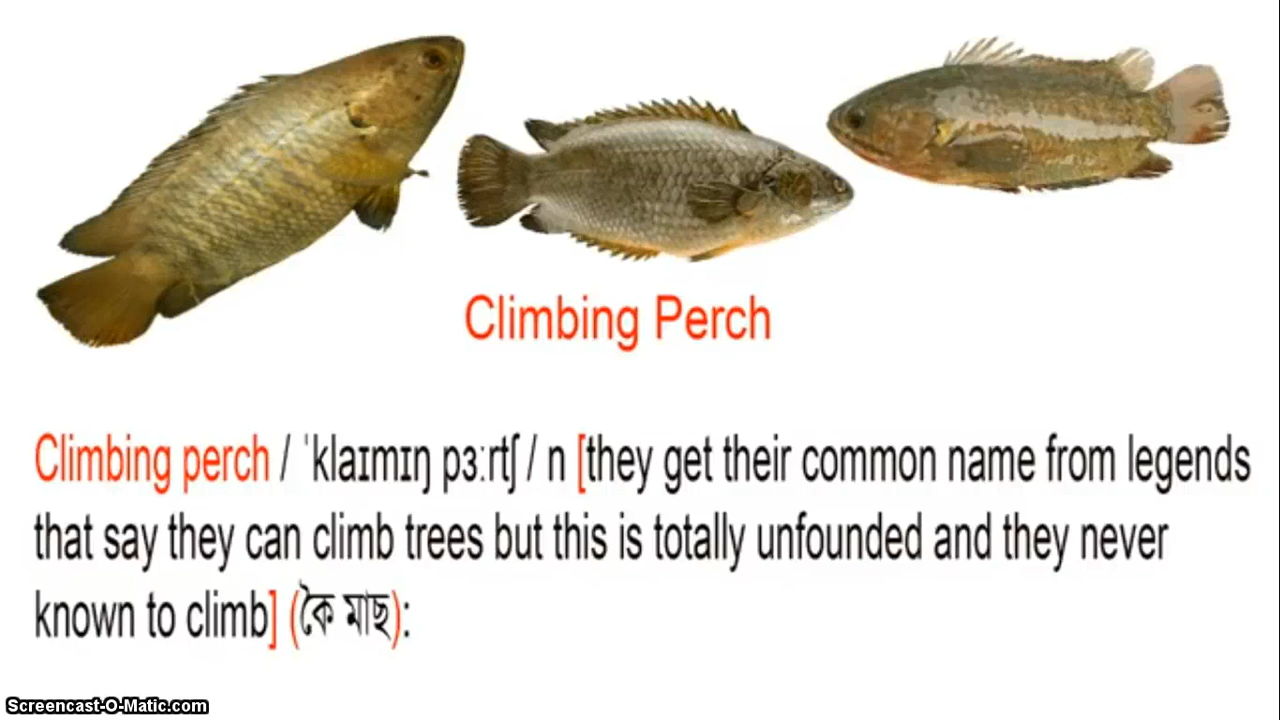 Climbing Perch
Climbing perch / ˈklaɪmɪŋ pɜːrtʃ / n [they get their common name from legends
that say they can climb trees but this is totally unfounded and they never
known to climb] (কৈ মাছ):
Screencast-O-Matic.com